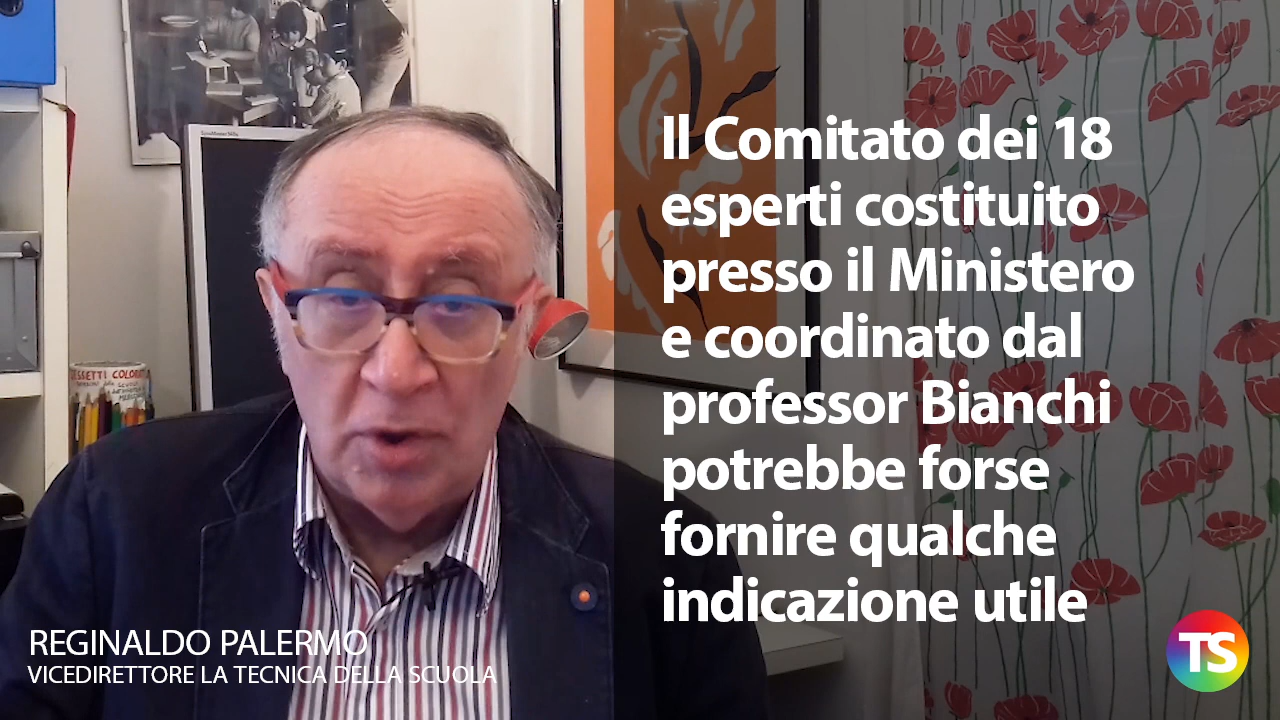 Il Comitato dei 18
esperti costituito
presso il Ministero
e coordinato dal
professor Bianchi
potrebbe forse
fornire qualche
indicazione utile
REGINALDO PALERMO
VICEDIRETTORE LA TECNICA DELLA SCUOLA
TS